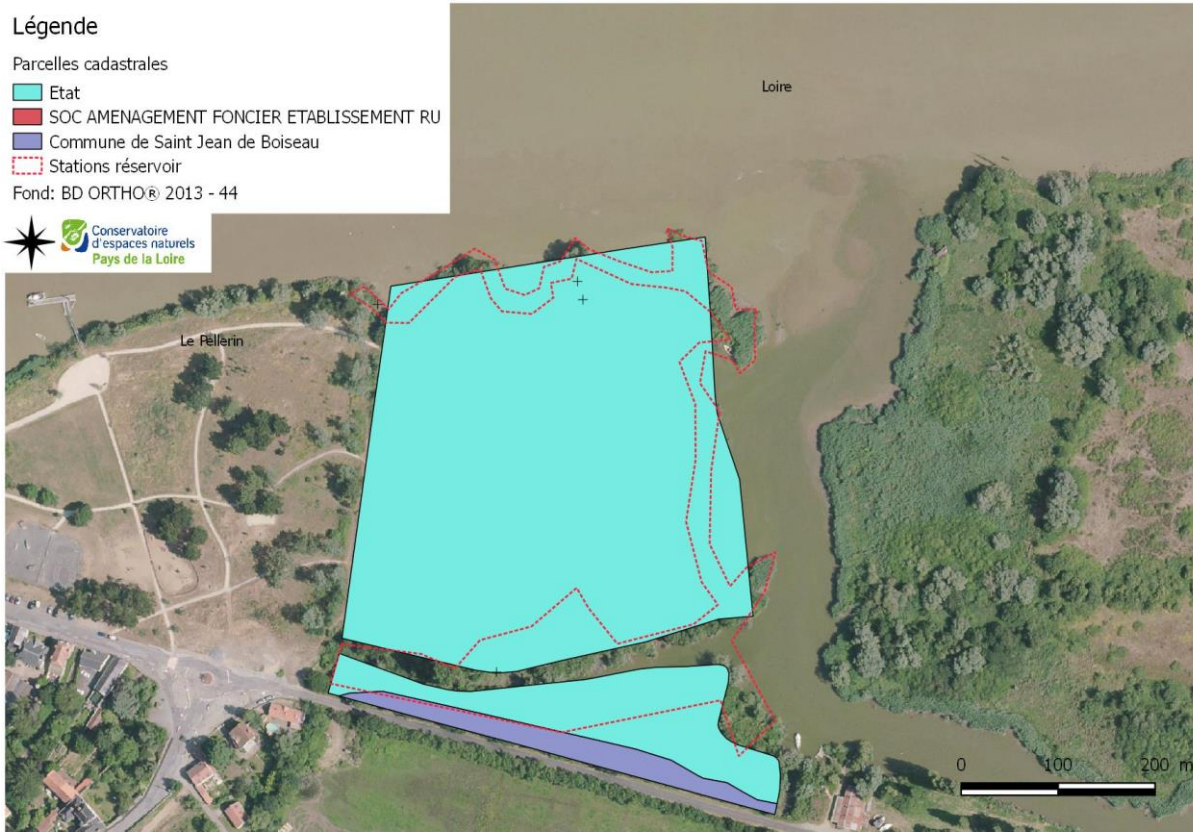 Légende
Parcelles cadastrales
Etat
SOC AMENAGEMENT FONCIER ETABLISSEMENT RU
Commune de Saint Jean de Boiseau
Stations réservoir
Fond: BD ORTHO® 2013 - 44
Conservatoire
d'espaces naturels
Pays de la Loire
Loire
Le Pellerin
0 100 200 m